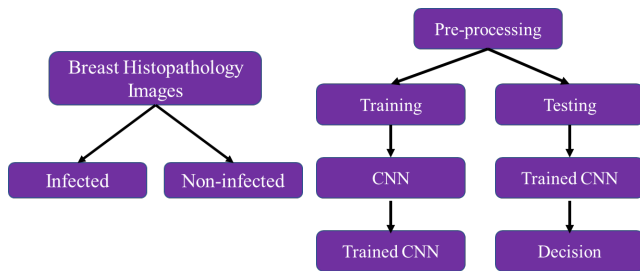 Breast Histopathology
Images
Infected
Non-infected
Pre-processing
Training
Testing
CNN
Trained CNN
Trained CNN
Decision